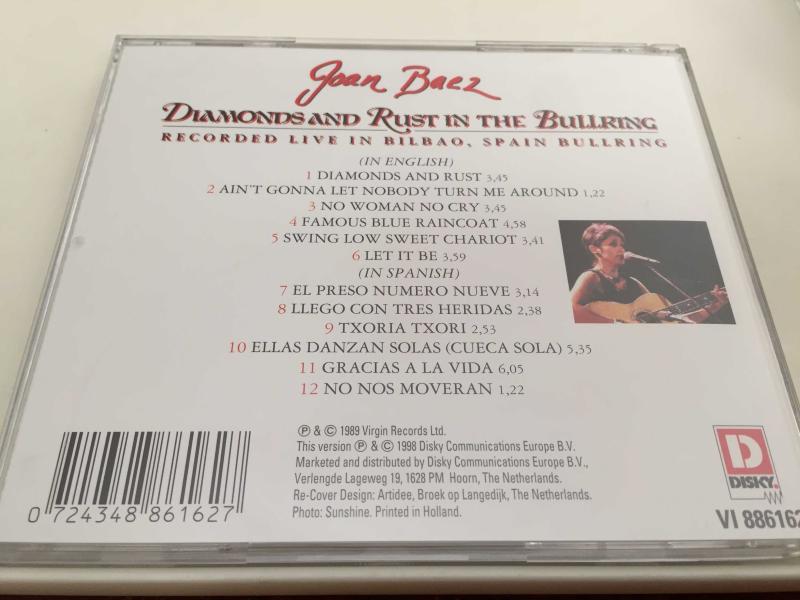 Joan Baez
DIAMONDS AND RUST IN THE BULLRING
RECORDED LIVE IN BILBAO, SPAIN BULLRING
(IN ENGLISH)
1 DIAMONDS AND RUST 3,45
2 AIN'T GONNA LET NOBODY TURN ME AROUND 1,22
3 NO WOMAN NO CRY 3,45
4 FAMOUS BLUE RAINCOAT 4,58
5 SWING LOW SWEET CHARIOT 3,41
6 LET IT BE 3,59
(IN SPANISH)
7 EL PRESO NUMERO NUEVE 3,14
8 LLEGO CON TRES HERIDAS 2,38
9 TXORIA TXORI 2,53
10 ELLAS DANZAN SOLAS (CUECA SOLA) 5,35
11 GRACIAS A LA VIDA 6,05
12 NO NOS MOVERAN 1,22
℗ & © 1989 Virgin Records Ltd.
This version ℗ & © 1998 Disky Communications Europe B.V.
Marketed and distributed by Disky Communications Europe B.V.,
Verlengde Lageweg 19, 1628 PM Hoorn, The Netherlands.
Re-Cover Design: Artidee, Broek op Langedijk, The Netherlands.
Photo: Sunshine. Printed in Holland.
0 724348 861627
D
DISKY.
VI 886162